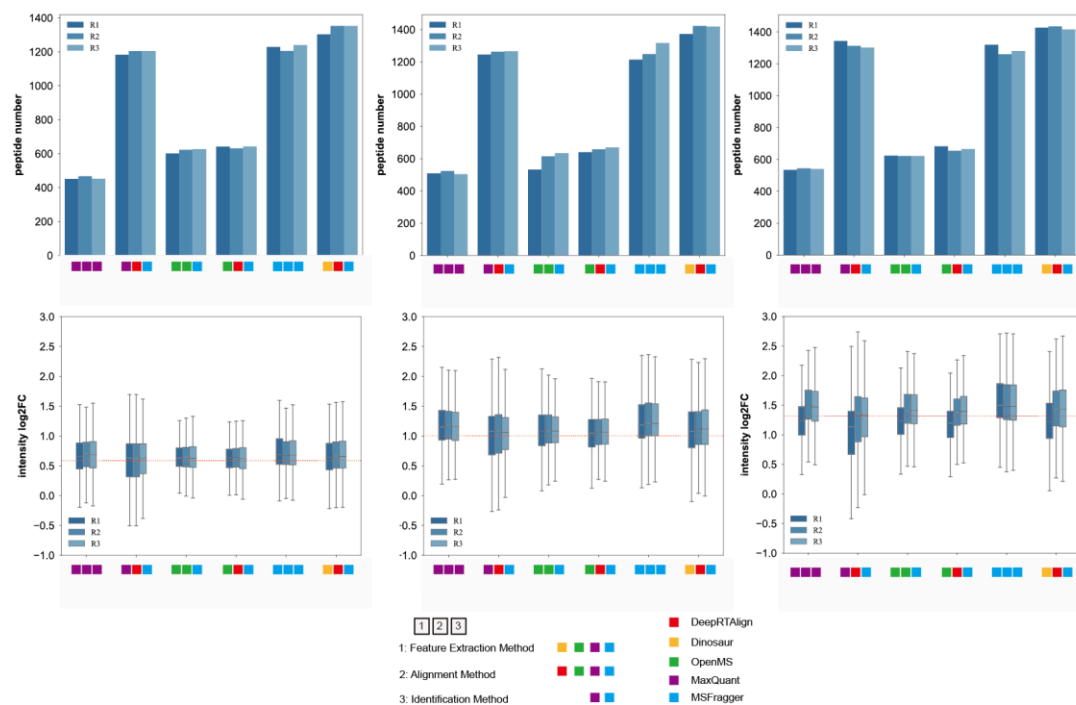 1400
1200
1000
800
600
400
200
0
peptide number
R1
R2
R3
1600
1400
1200
1000
800
600
400
200
0
peptide number
R1
R2
R3
1400
1200
1000
800
600
400
200
0
peptide number
R1
R2
R3
3.0
2.5
2.0
1.5
1.0
0.5
0.0
−0.5
−1.0
intensity log2FC
R1
R2
R3
3.0
2.5
2.0
1.5
1.0
0.5
0.0
−0.5
−1.0
intensity log2FC
R1
R2
R3
3.0
2.5
2.0
1.5
1.0
0.5
0.0
−0.5
−1.0
intensity log2FC
R1
R2
R3
1 2 3
1: Feature Extraction Method
2: Alignment Method
3: Identification Method
DeepRTAlign
Dinosaur
OpenMS
MaxQuant
MSFragger